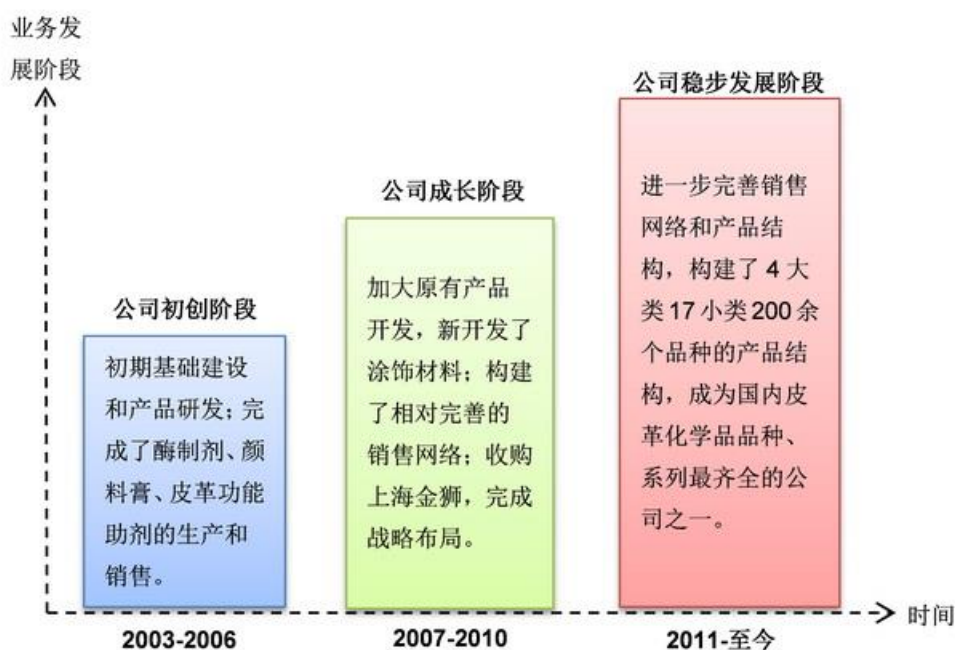 业务发
展阶段
公司初创阶段
初期基础建设
和产品研发；完
成了酶制剂、颜
料膏、皮革功能
助剂的生产和
销售。
2003-2006
公司成长阶段
加大原有产品
开发，新开发了
涂饰材料；构建
了相对完善的
销售网络；收购
上海金狮，完成
战略布局。
2007-2010
公司稳步发展阶段
进一步完善销售
网络和产品结
构，构建了 4 大
类 17 小类 200 余
个品种的产品结
构，成为国内皮
革化学品品种、
系列最齐全的公
司之一。
2011-至今
时间